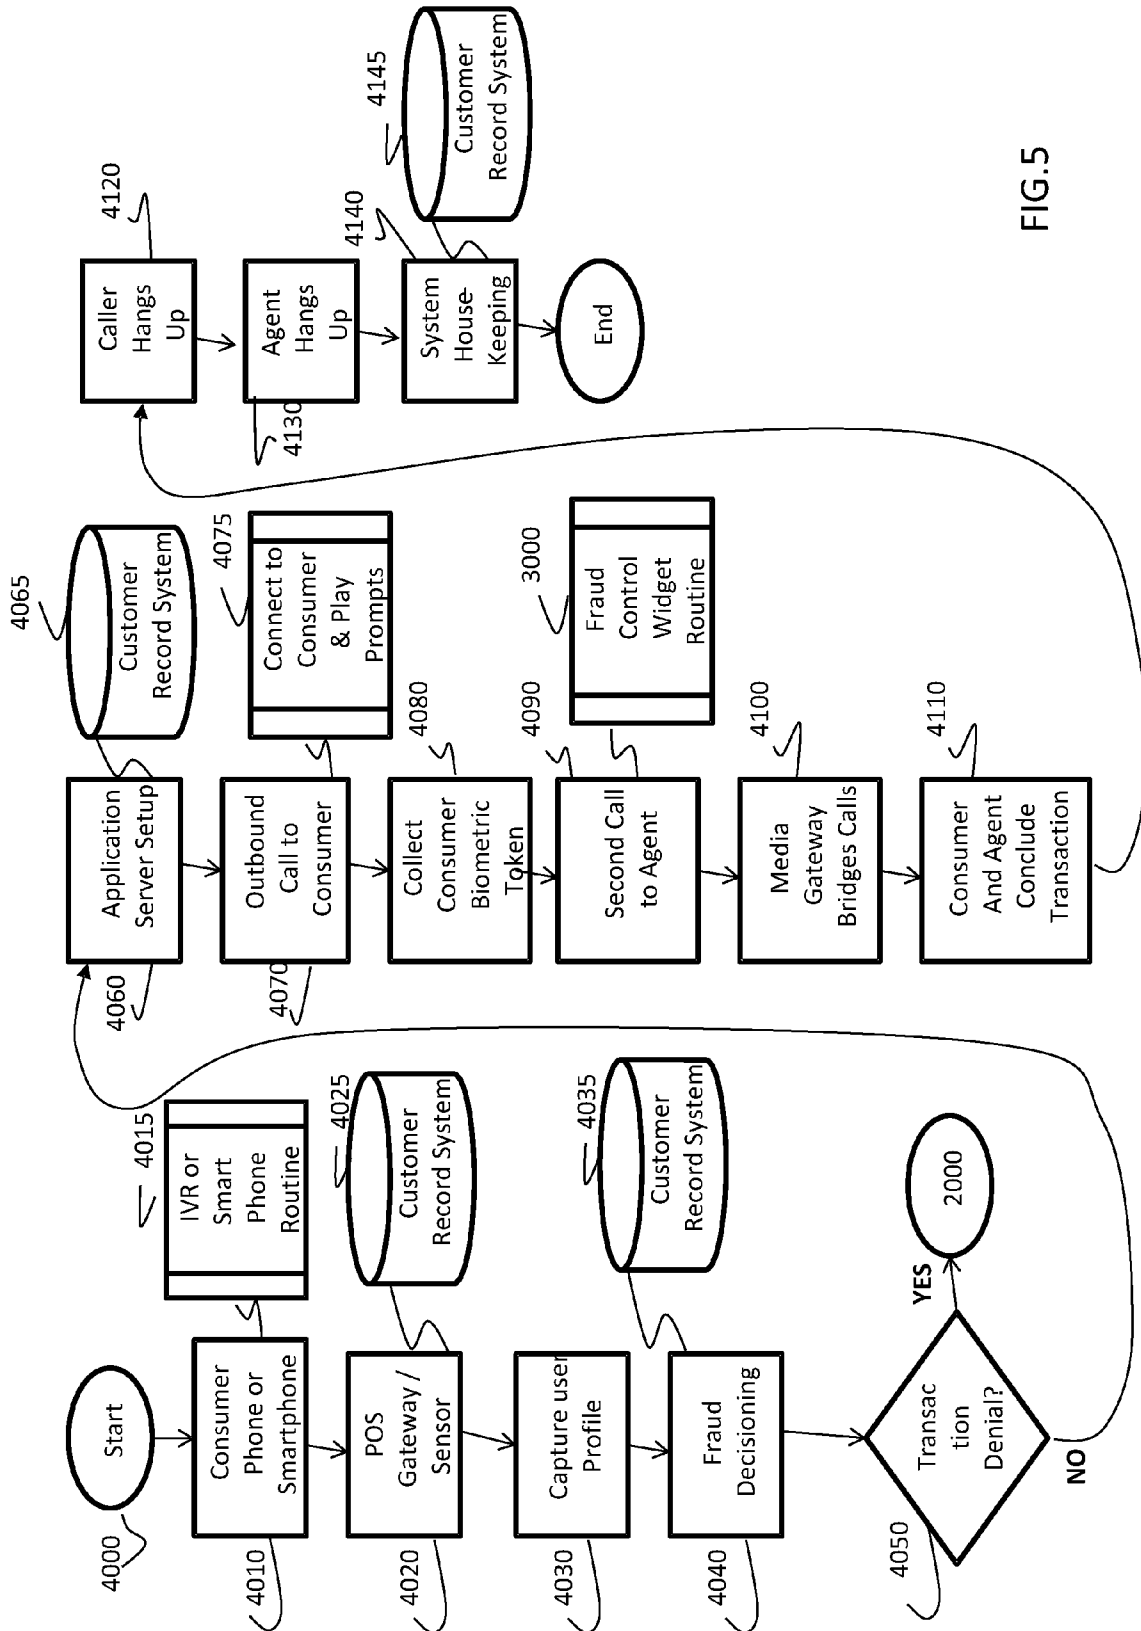 4000
Start
4010
Consumer
Phone or
Smartphone
4015
IVR or
Smart
Phone
Routine
4020
POS
Gateway /
Sensor
4025
Customer
Record System
4030
Capture user
Profile
4040
Fraud
Decisioning
4035
Customer
Record System
4050
Transac
tion
Denial?
YES
2000
NO
4060
Application
Server Setup
4065
Customer
Record System
4070
Outbound
Call to
Consumer
4075
Connect to
Consumer
& Play
Prompts
4080
Collect
Consumer
Biometric
Token
4090
Second Call
to Agent
3000
Fraud
Control
Widget
Routine
4100
Media
Gateway
Bridges Calls
4110
Consumer
And Agent
Conclude
Transaction
4120
Caller
Hangs
Up
4130
Agent
Hangs
Up
4140
System
House-
Keeping
4145
Customer
Record System
End
FIG.5